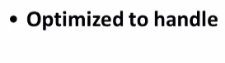 • Optimized to handle